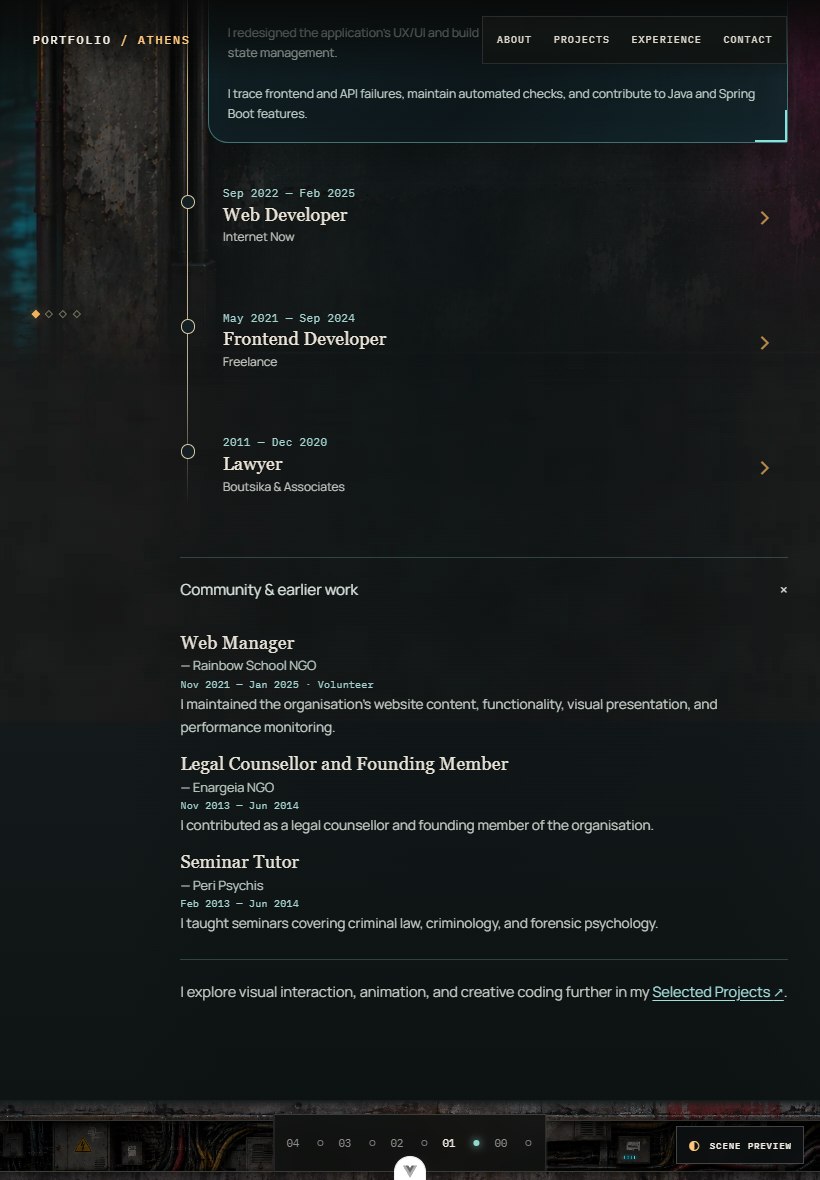 PORTFOLIO / ATHENS
ABOUT PROJECTS EXPERIENCE CONTACT
I redesigned the application's UX/UI and build
state management.
I trace frontend and API failures, maintain automated checks, and contribute to Java and Spring
Boot features.
Sep 2022 — Feb 2025
Web Developer
Internet Now
May 2021 — Sep 2024
Frontend Developer
Freelance
2011 — Dec 2020
Lawyer
Boutsika & Associates
Community & earlier work ×
Web Manager
— Rainbow School NGO
Nov 2021 — Jan 2025 · Volunteer
I maintained the organisation's website content, functionality, visual presentation, and
performance monitoring.
Legal Counsellor and Founding Member
— Enargeia NGO
Nov 2013 — Jun 2014
I contributed as a legal counsellor and founding member of the organisation.
Seminar Tutor
— Peri Psychis
Feb 2013 — Jun 2014
I taught seminars covering criminal law, criminology, and forensic psychology.
I explore visual interaction, animation, and creative coding further in my Selected Projects ↗.
04 03 02 01 00
SCENE PREVIEW